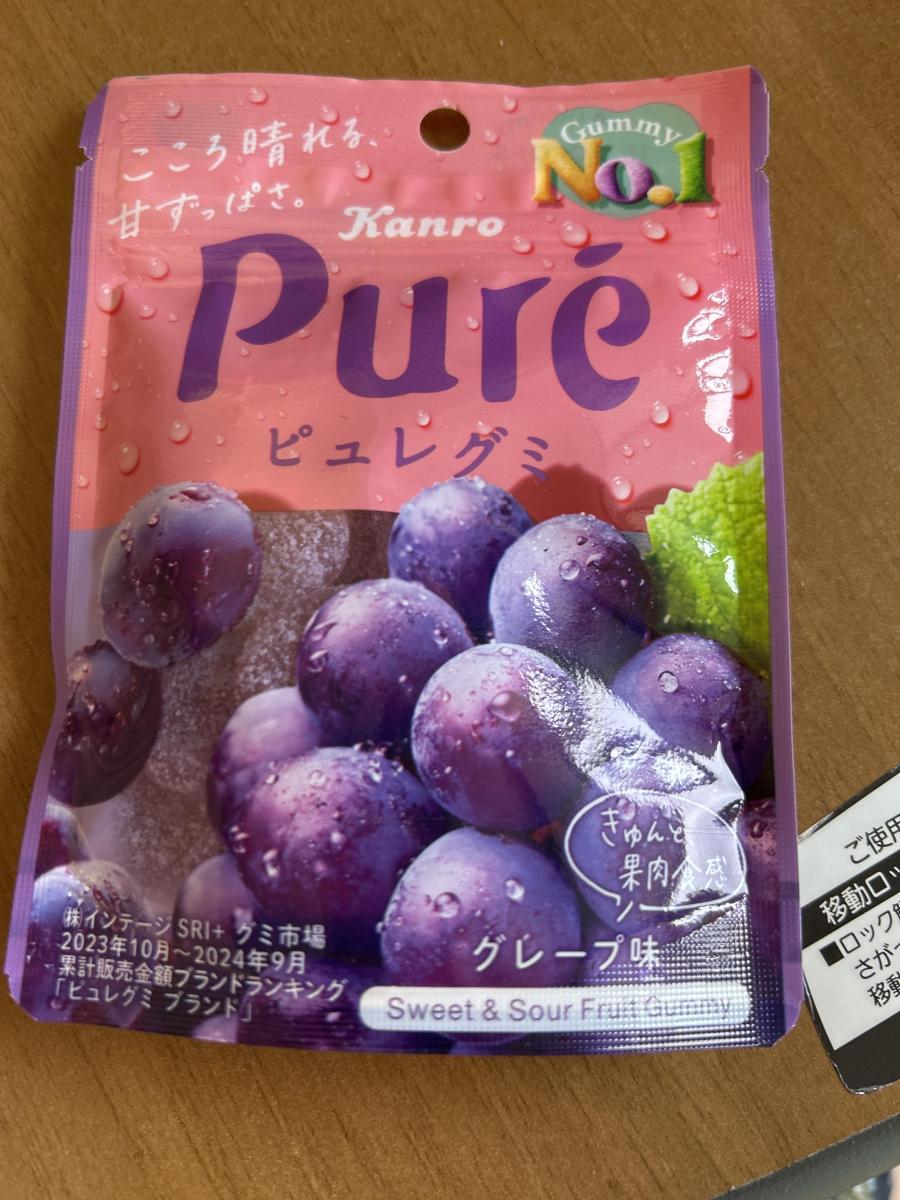 こころ晴れる、
甘ずっぱさ。
Gummy
No.1
Kanro
Puré
ピュレグミ
きゅんと
果肉食感
グレープ味
Sweet & Sour Fruit Gummy
㈱インテージ SRI+ グミ市場
2023年10月～2024年9月
累計販売金額ブランドランキング
「ピュレグミ ブランド」
ご使用
移動ロッ
■ロック
さが
移動